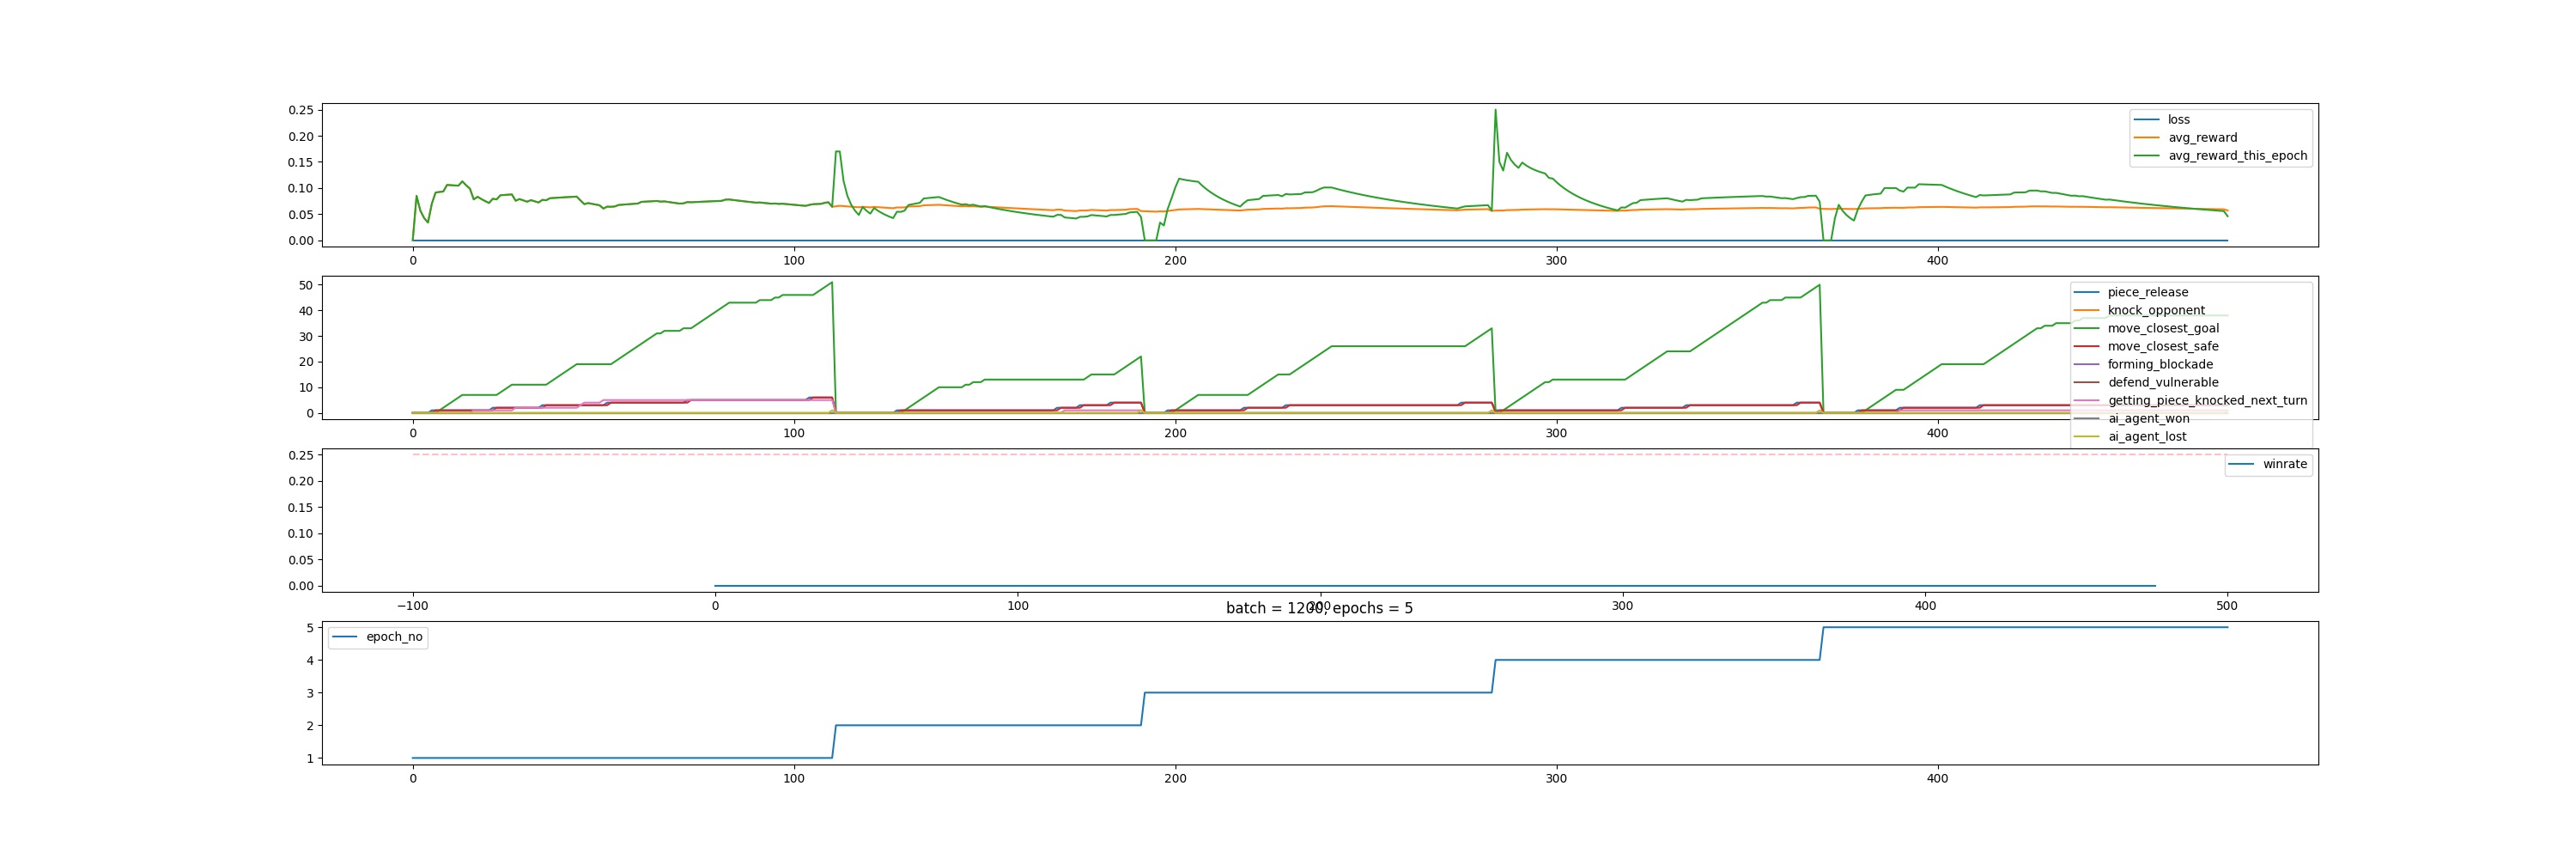 0.25
0.20
0.15
0.10
0.05
0.00
loss
avg_reward
avg_reward_this_epoch
0 100 200 300 400
50
40
30
20
10
0
piece_release
knock_opponent
move_closest_goal
move_closest_safe
forming_blockade
defend_vulnerable
getting_piece_knocked_next_turn
ai_agent_won
ai_agent_lost
0 100 200 300 400
0.25
0.20
0.15
0.10
0.05
0.00
winrate
−100 0 100 200 300 400 500
batch = 1200, epochs = 5
5
4
3
2
1
epoch_no
0 100 200 300 400